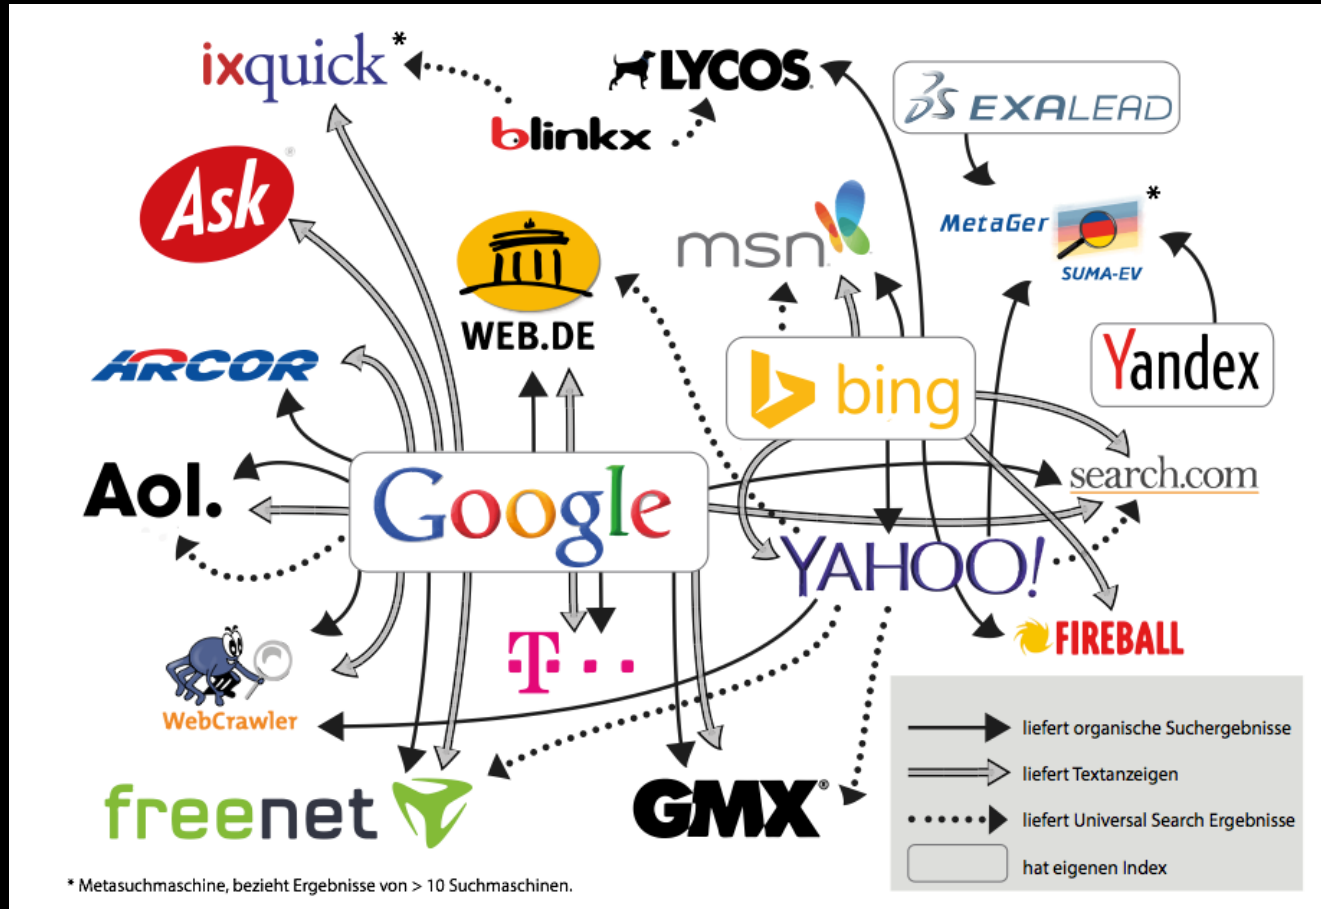 ixquick*
LYCOS
blinkx
EXALEAD
Ask
msn
MetaGer
*
SUMA-EV
WEB.DE
ARCOR
bing
Yandex
Aol.
Google
search.com
YAHOO!
T
FIREBALL
WebCrawler
freenet
GMX
liefert organische Suchergebnisse
liefert Textanzeigen
liefert Universal Search Ergebnisse
hat eigenen Index
* Metasuchmaschine, bezieht Ergebnisse von > 10 Suchmaschinen.